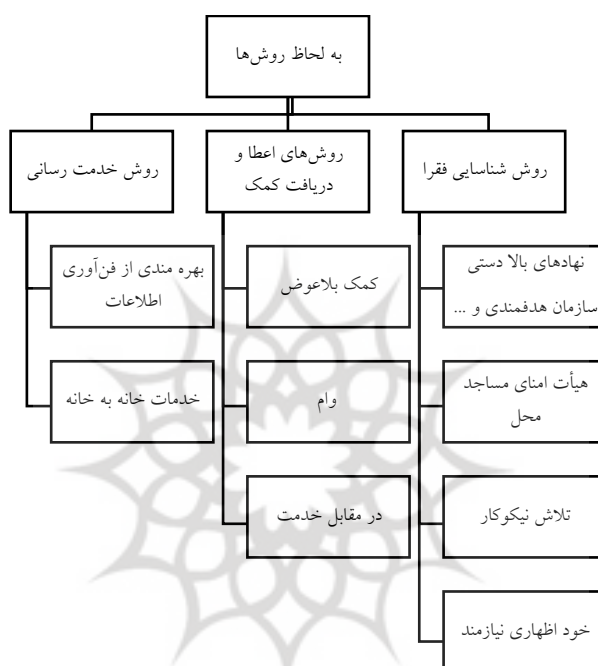 به لحاظ روش‌ها
روش شناسایی فقرا
نهادهای بالا دستی
سازمان هدفمندی و ...
هیأت امنای مساجد
محل
تلاش نیکوکار
خود اظهاری نیازمند
روش‌های اعطا و
دریافت کمک
کمک بلاعوض
وام
در مقابل خدمت
روش خدمت رسانی
بهره مندی از فن‌آوری
اطلاعات
خدمات خانه به خانه